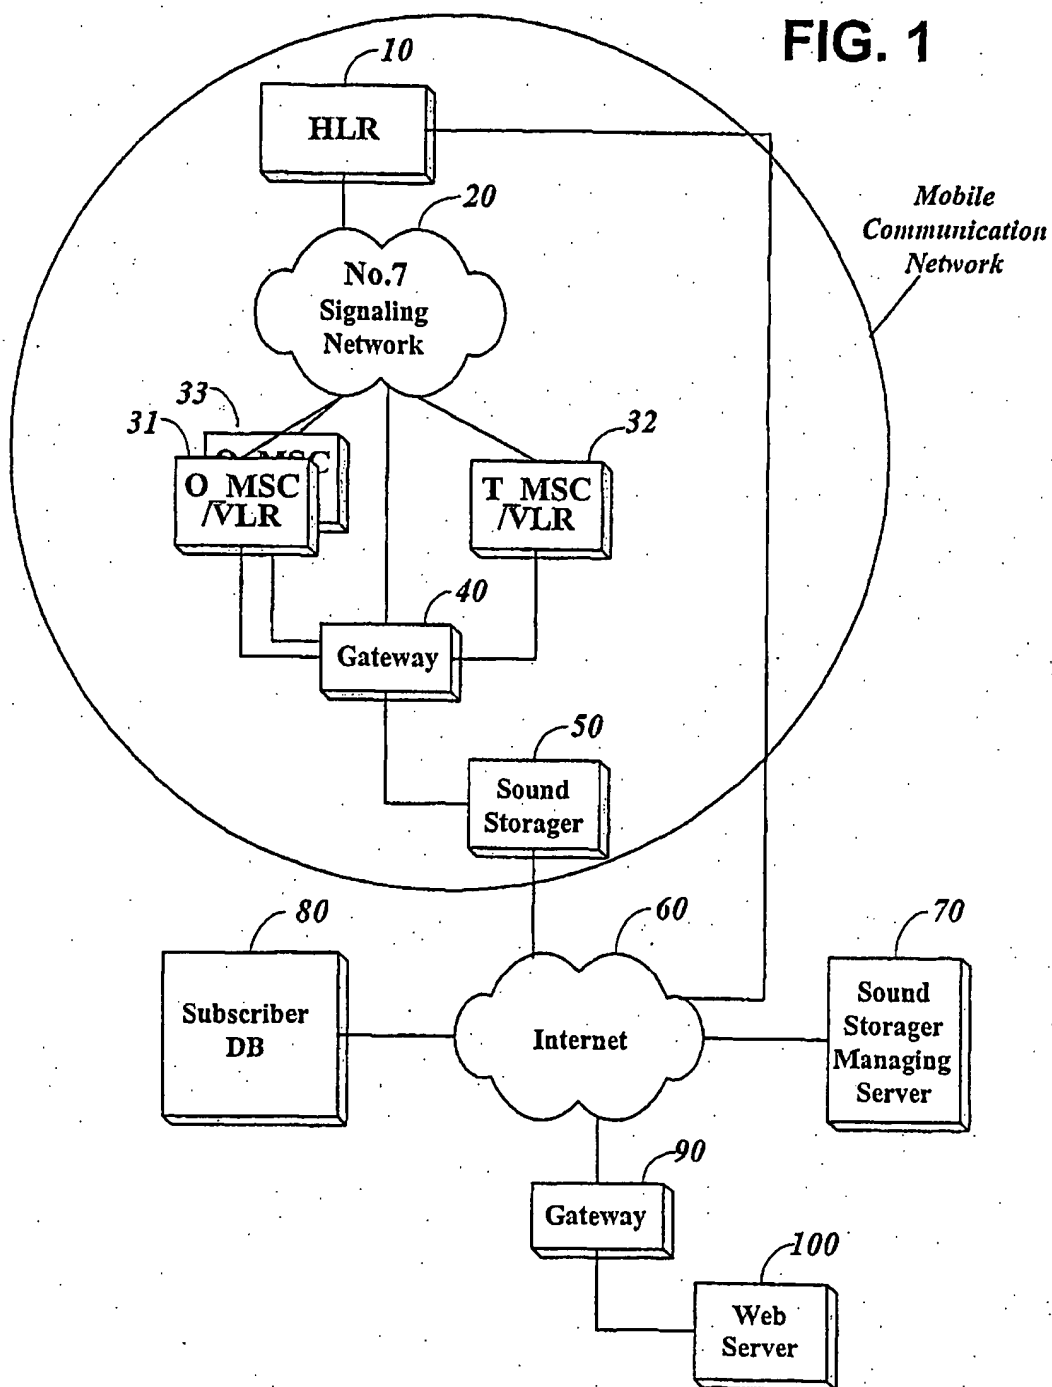 FIG. 1
10
HLR
20
Mobile
Communication
Network
No.7
Signaling
Network
33
31
32
O_MSC
/VLR
T_MSC
/VLR
40
Gateway
50
Sound
Storager
80
60
70
Subscriber
DB
Internet
Sound
Storager
Managing
Server
90
Gateway
100
Web
Server